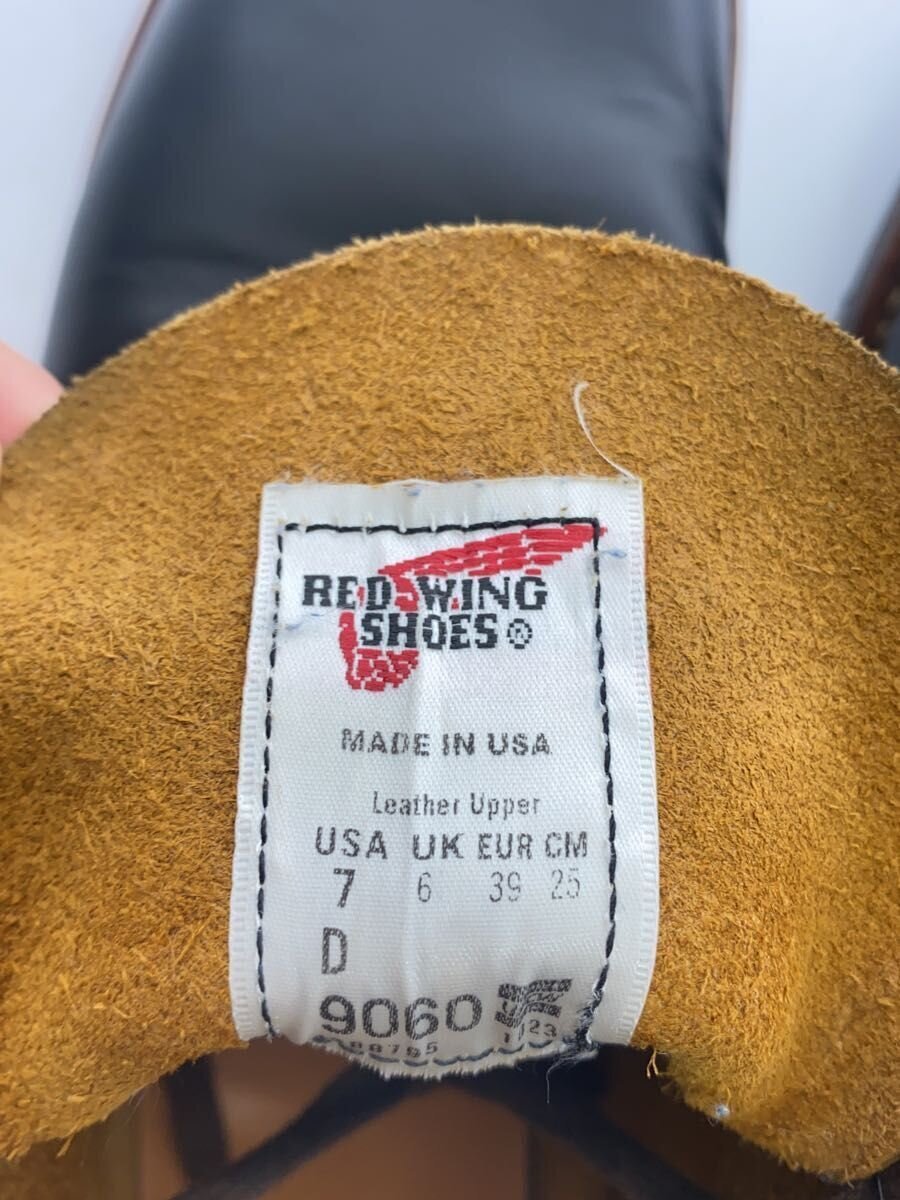 RED WING
SHOES®
MADE IN USA
Leather Upper
USA UK EUR CM
7 6 39 25
D
9060